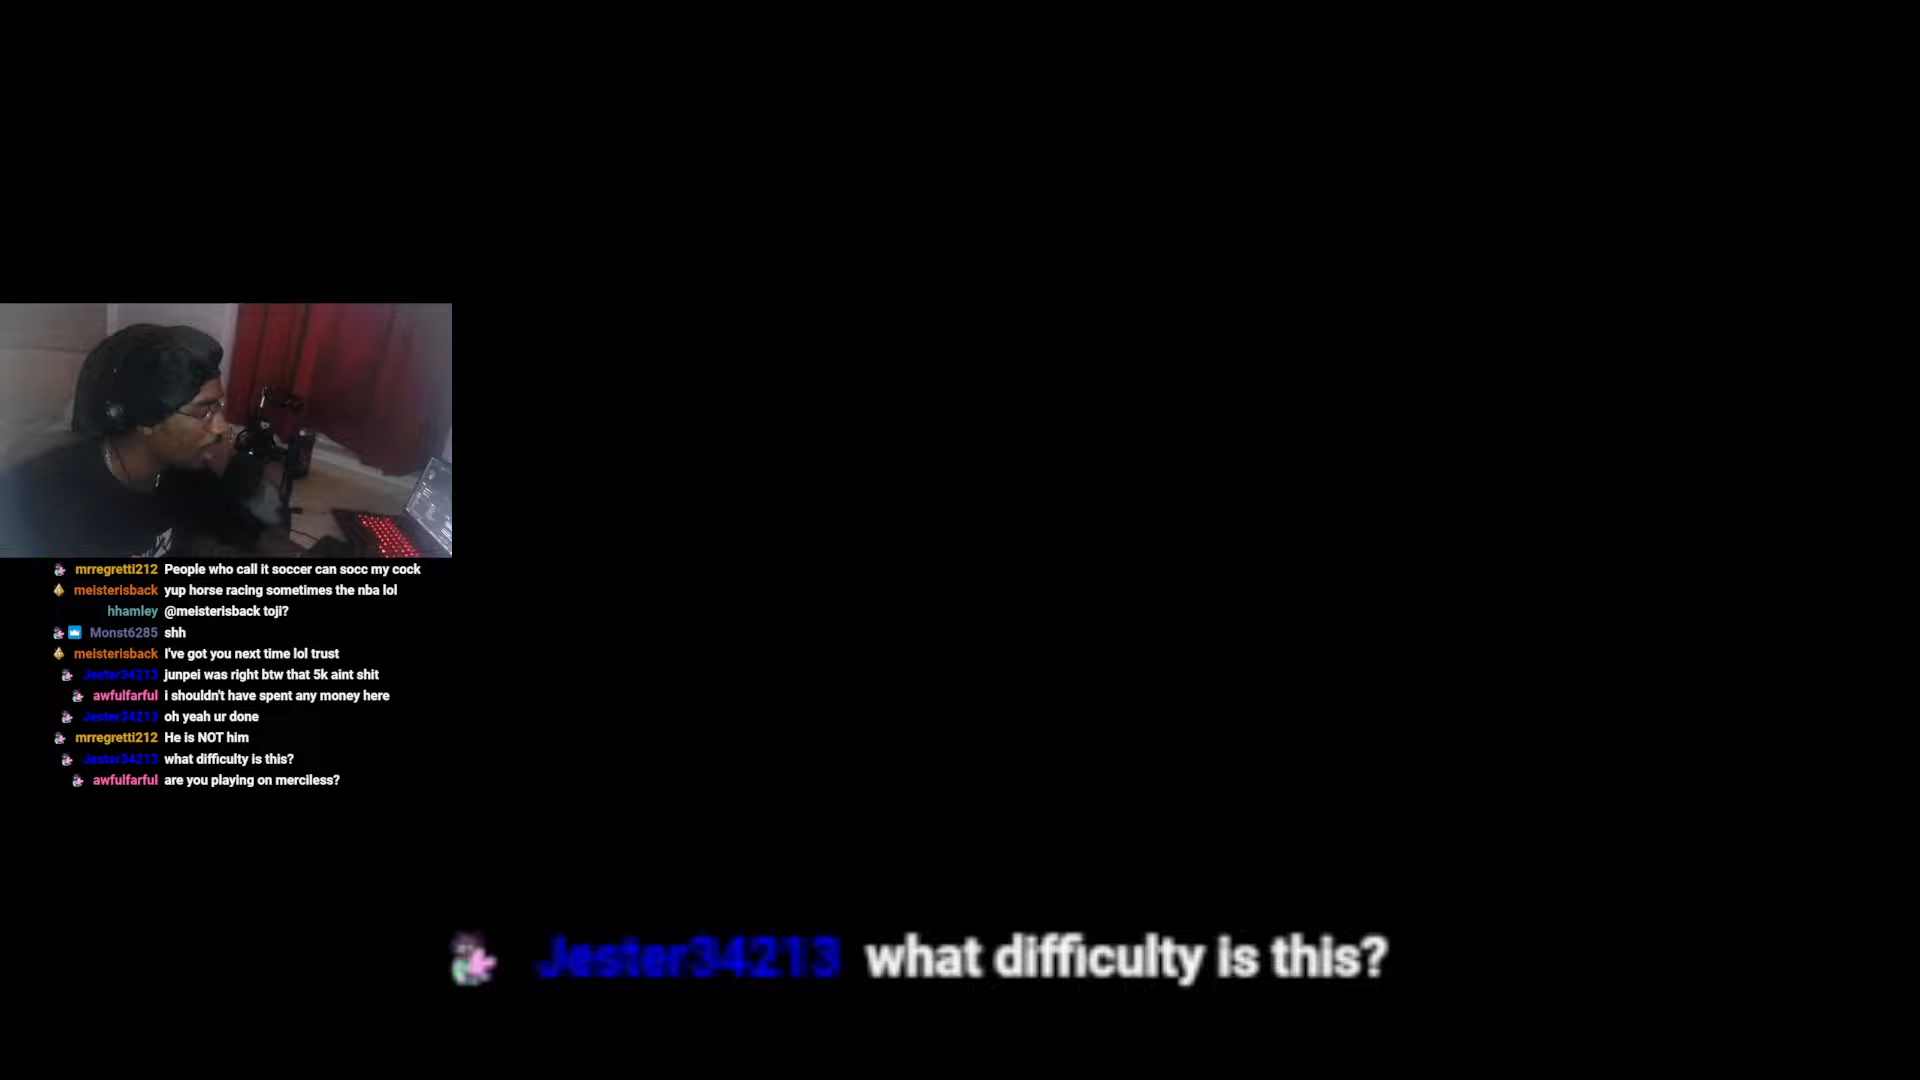 mrregretti212 People who call it soccer can socc my cock
meisterisback yup horse racing sometimes the nba lol
hhamley @meisterisback toji?
Monst6285 shh
meisterisback I've got you next time lol trust
Jester34213 junpei was right btw that 5k aint shit
awfulfarful i shouldn't have spent any money here
Jester34213 oh yeah ur done
mrregretti212 He is NOT him
Jester34213 what difficulty is this?
awfulfarful are you playing on merciless?
Jester34213 what difficulty is this?